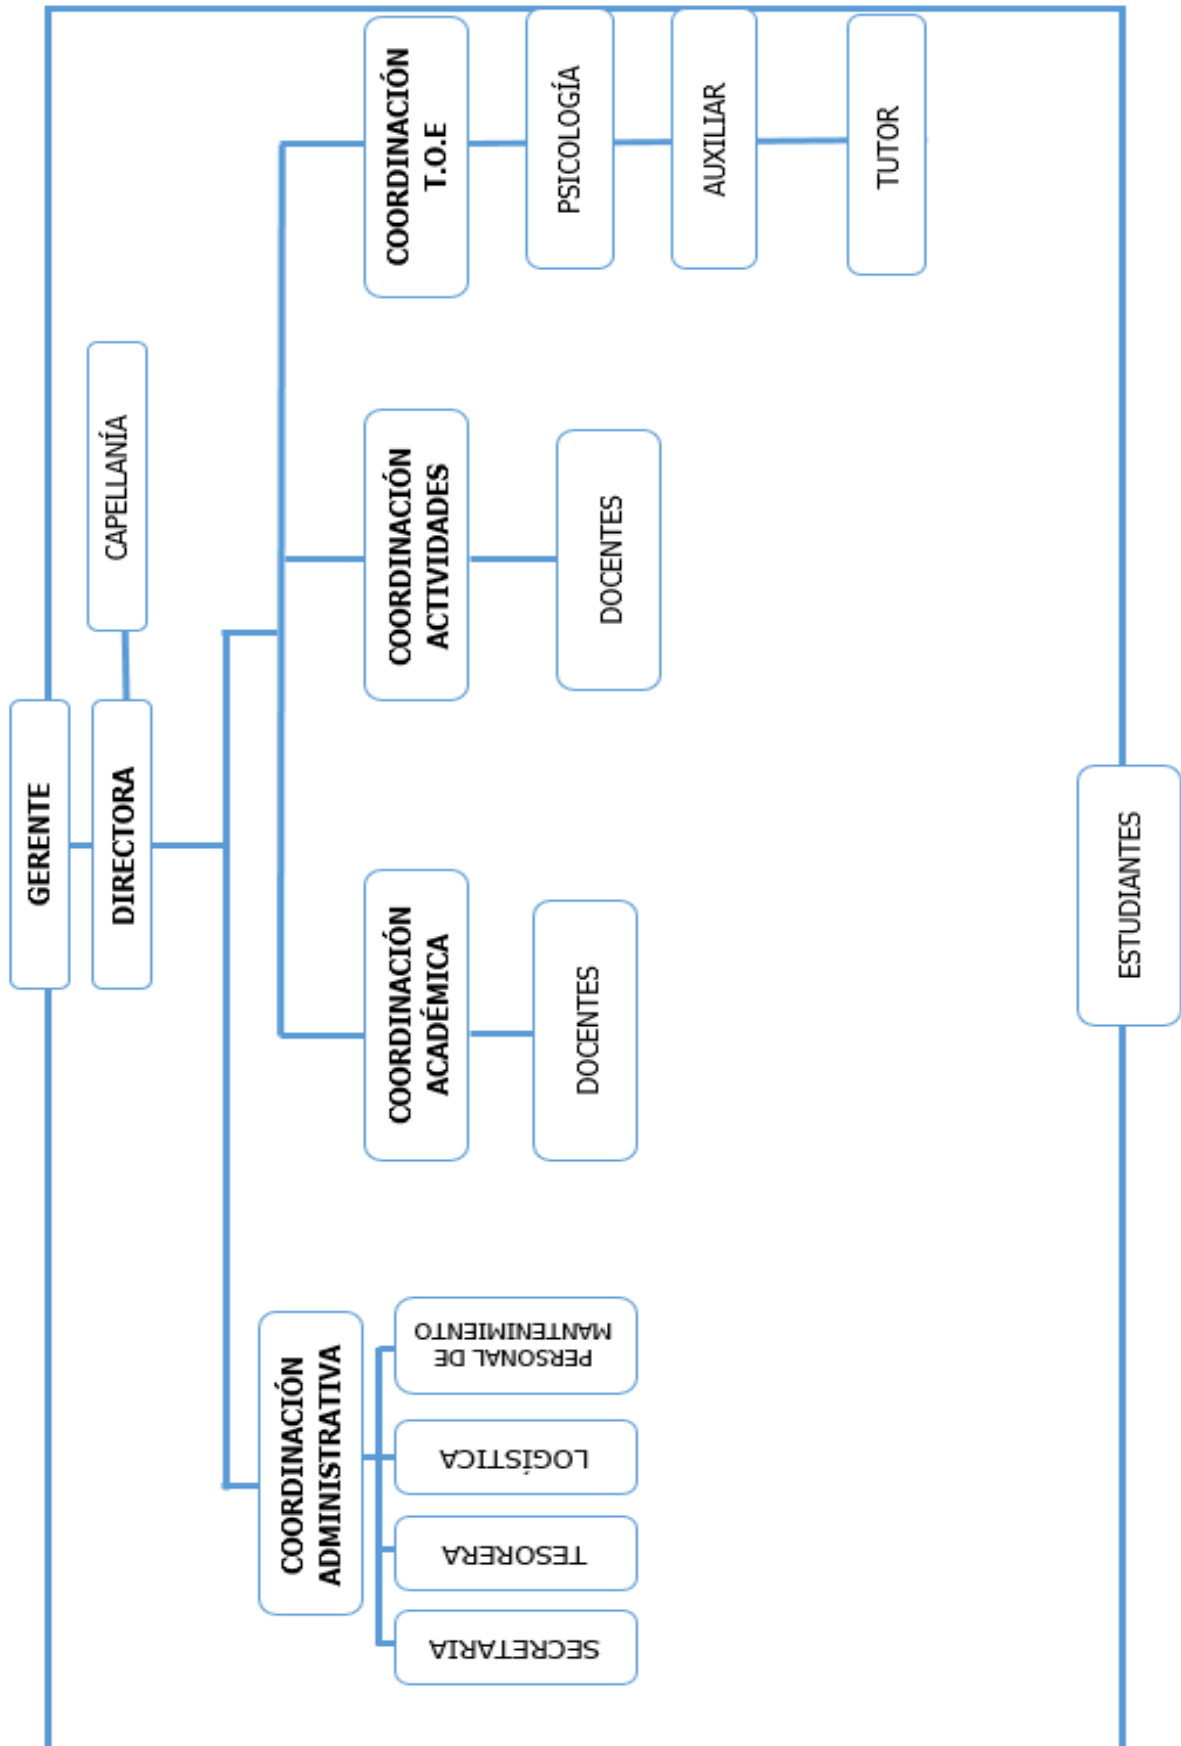 GERENTE
DIRECTORA
CAPELLANÍA
COORDINACIÓN
ADMINISTRATIVA
SECRETARIA
TESORERA
LOGÍSTICA
PERSONAL DE
MANTENIMIENTO
COORDINACIÓN
ACADÉMICA
DOCENTES
COORDINACIÓN
ACTIVIDADES
DOCENTES
COORDINACIÓN
T.O.E
PSICOLOGÍA
AUXILIAR
TUTOR
ESTUDIANTES